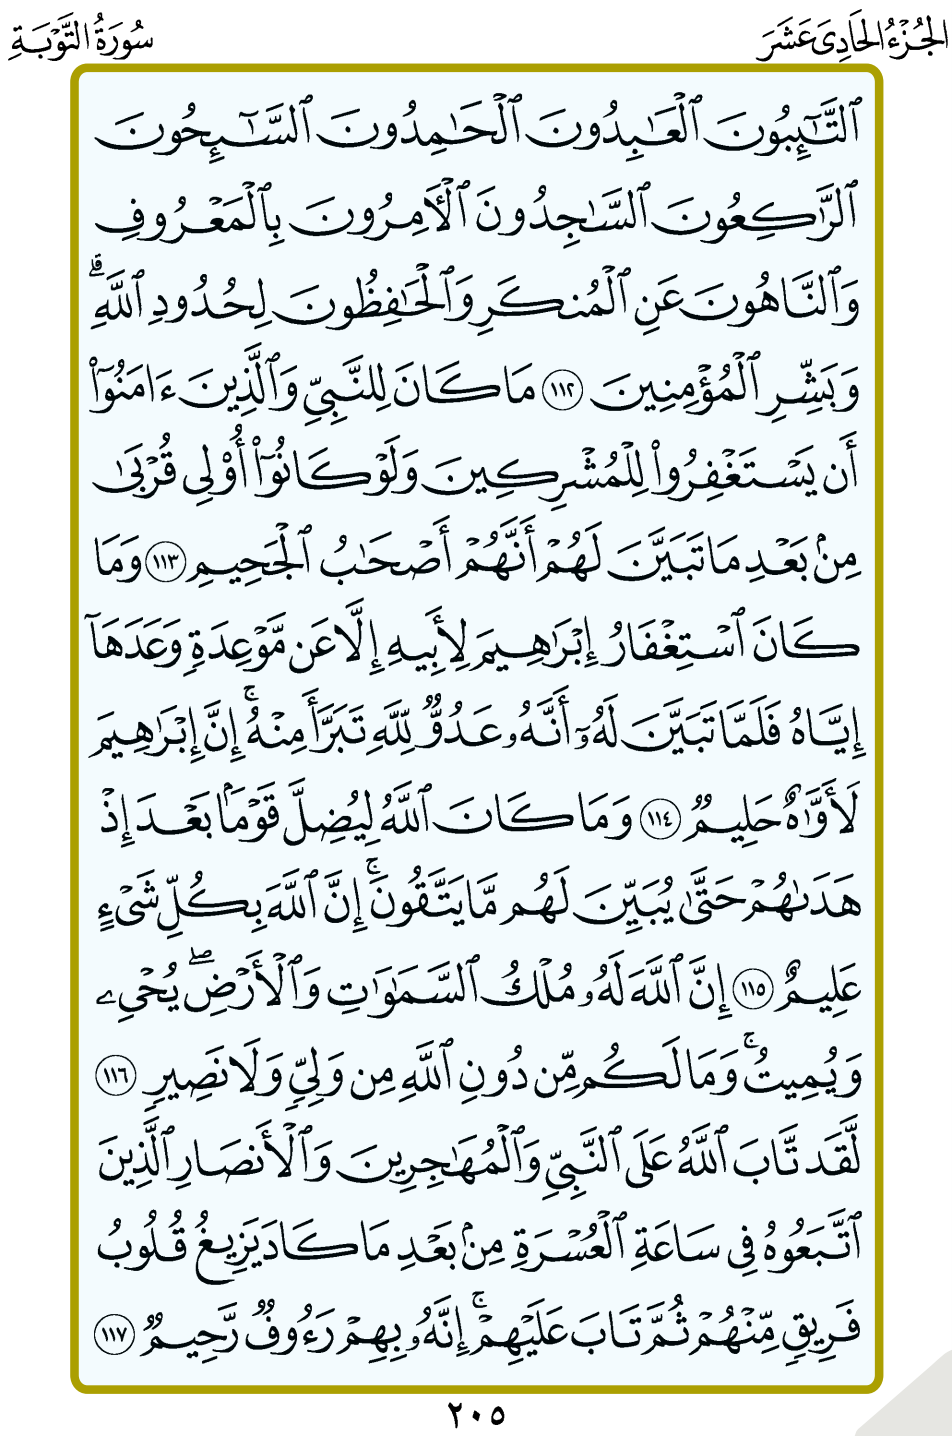 الجُزْءُ الحَادِي عَشَرَ
سُورَةُ التَّوْبَةِ
ٱلتَّـٰٓئِبُونَ ٱلْعَـٰبِدُونَ ٱلْحَـٰمِدُونَ ٱلسَّـٰٓئِحُونَ
ٱلرَّٰكِعُونَ ٱلسَّـٰجِدُونَ ٱلْـَٔامِرُونَ بِٱلْمَعْرُوفِ
وَٱلنَّاهُونَ عَنِ ٱلْمُنكَرِ وَٱلْحَـٰفِظُونَ لِحُدُودِ ٱللَّهِۗ
وَبَشِّرِ ٱلْمُؤْمِنِينَ ١١٢ مَا كَانَ لِلنَّبِيِّ وَٱلَّذِينَ ءَامَنُوٓا۟
أَن يَسْتَغْفِرُوا۟ لِلْمُشْرِكِينَ وَلَوْ كَانُوٓا۟ أُو۟لِى قُرْبَىٰ
مِنۢ بَعْدِ مَا تَبَيَّنَ لَهُمْ أَنَّهُمْ أَصْحَـٰبُ ٱلْجَحِيمِ ١١٣ وَمَا
كَانَ ٱسْتِغْفَارُ إِبْرَٰهِيمَ لِأَبِيهِ إِلَّا عَن مَّوْعِدَةٍ وَعَدَهَآ
إِيَّاهُ فَلَمَّا تَبَيَّنَ لَهُۥٓ أَنَّهُۥ عَدُوٌّ لِّلَّهِ تَبَرَّأَ مِنْهُۚ إِنَّ إِبْرَٰهِيمَ
لَأَوَّٰهٌ حَلِيمٌ ١١٤ وَمَا كَانَ ٱللَّهُ لِيُضِلَّ قَوْمًۢا بَعْدَ إِذْ
هَدَىٰهُمْ حَتَّىٰ يُبَيِّنَ لَهُم مَّا يَتَّقُونَۚ إِنَّ ٱللَّهَ بِكُلِّ شَىْءٍ
عَلِيمٌ ١١٥ إِنَّ ٱللَّهَ لَهُۥ مُلْكُ ٱلسَّمَـٰوَٰتِ وَٱلْأَرْضِۖ يُحْىِۦ
وَيُمِيتُۚ وَمَا لَكُم مِّن دُونِ ٱللَّهِ مِن وَلِىٍّ وَلَا نَصِيرٍ ١١٦
لَّقَد تَّابَ ٱللَّهُ عَلَى ٱلنَّبِىِّ وَٱلْمُهَـٰجِرِينَ وَٱلْأَنصَارِ ٱلَّذِينَ
ٱتَّبَعُوهُ فِى سَاعَةِ ٱلْعُسْرَةِ مِنۢ بَعْدِ مَا كَادَ يَزِيغُ قُلُوبُ
فَرِيقٍ مِّنْهُمْ ثُمَّ تَابَ عَلَيْهِمْۚ إِنَّهُۥ بِهِمْ رَءُوفٌ رَّحِيمٌ ١١٧
٢٠٥